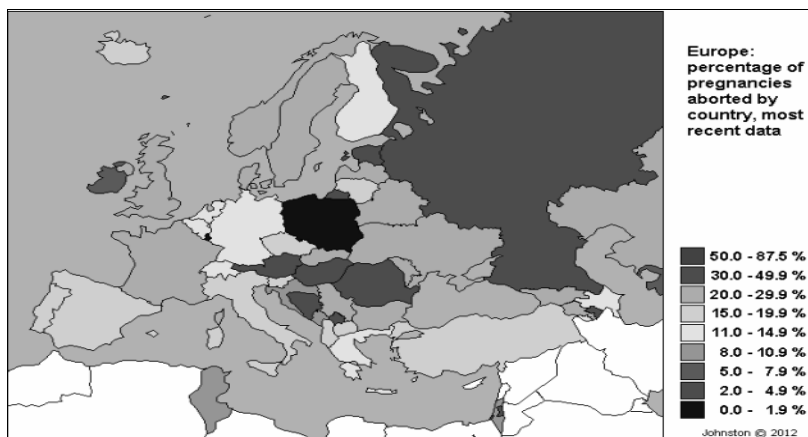 Europe:
percentage of
pregnancies
aborted by
country, most
recent data
50.0 - 87.5 %
30.0 - 49.9 %
20.0 - 29.9 %
15.0 - 19.9 %
11.0 - 14.9 %
8.0 - 10.9 %
5.0 - 7.9 %
2.0 - 4.9 %
0.0 - 1.9 %
Johnston © 2012